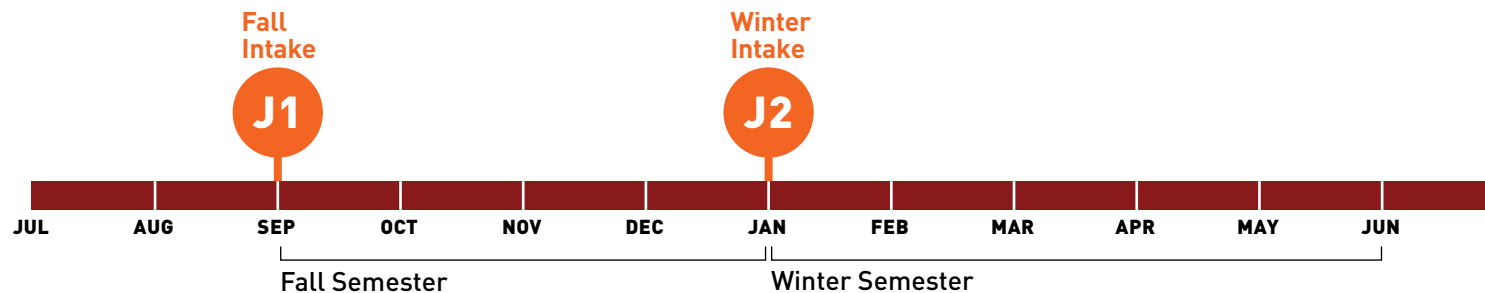 Fall
Intake
Winter
Intake
J1
J2
JUL AUG SEP OCT NOV DEC JAN FEB MAR APR MAY JUN
Fall Semester
Winter Semester